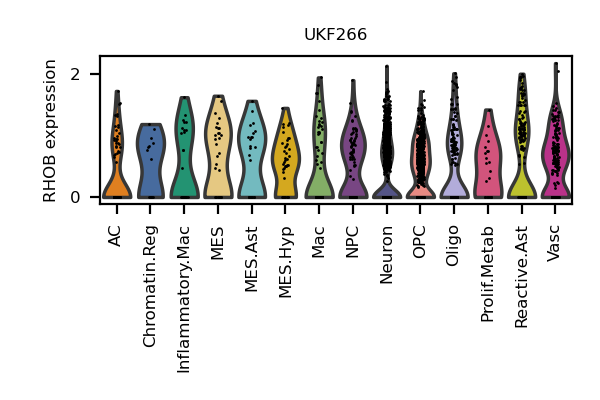 UKF266
RHOB expression
2
0
AC
Chromatin.Reg
Inflammatory.Mac
MES
MES.Ast
MES.Hyp
Mac
NPC
Neuron
OPC
Oligo
Prolif.Metab
Reactive.Ast
Vasc